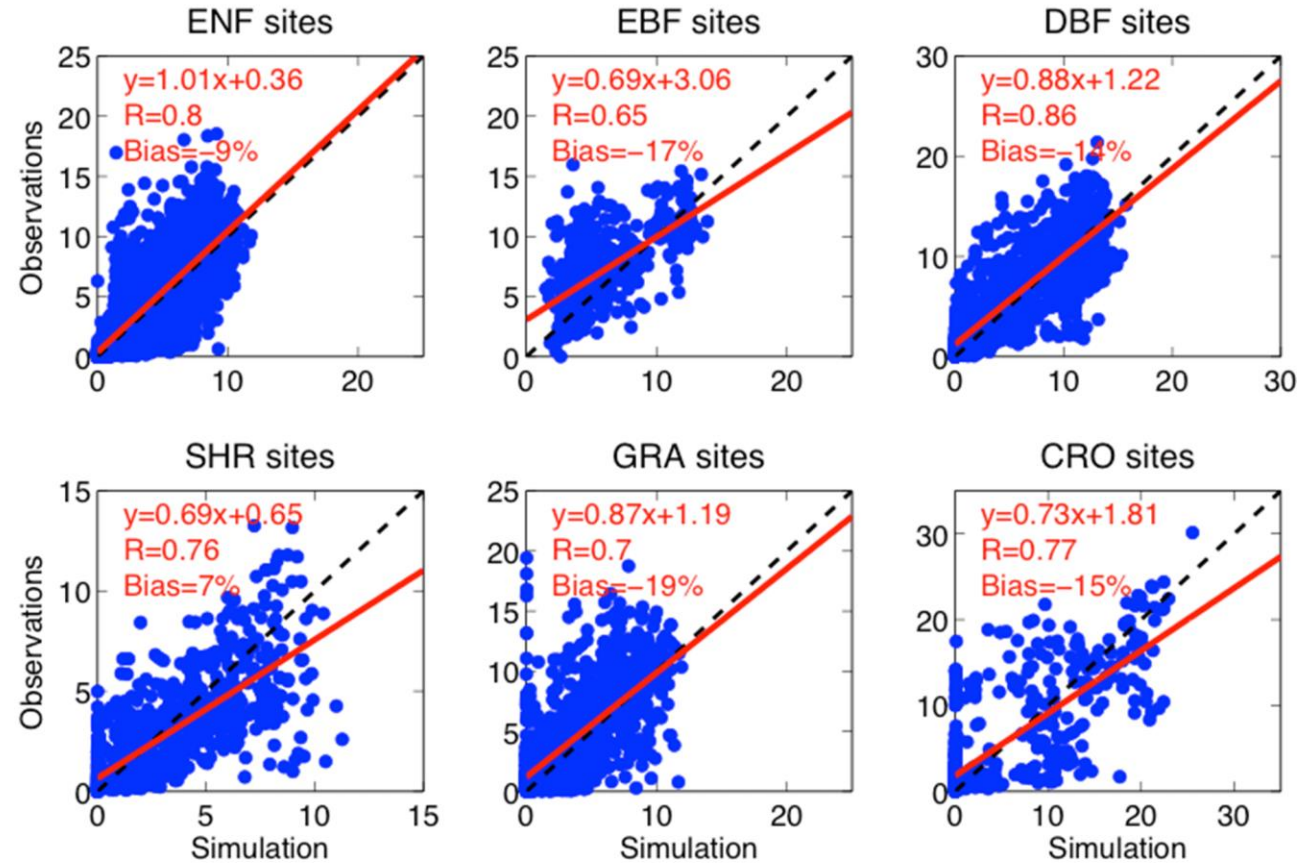 ENF sites
EBF sites
DBF sites
25
20
15
10
5
0
0
10
20
Observations
y=1.01x+0.36
R=0.8
Bias=−9%
25
20
15
10
5
0
0
10
20
y=0.69x+3.06
R=0.65
Bias=−17%
30
20
10
0
0
10
20
30
y=0.88x+1.22
R=0.86
Bias=−14%
SHR sites
GRA sites
CRO sites
15
10
5
0
0
5
10
15
Observations
Simulation
y=0.69x+0.65
R=0.76
Bias=7%
25
20
15
10
5
0
0
10
20
Simulation
y=0.87x+1.19
R=0.7
Bias=−19%
30
20
10
0
0
10
20
30
Simulation
y=0.73x+1.81
R=0.77
Bias=−15%